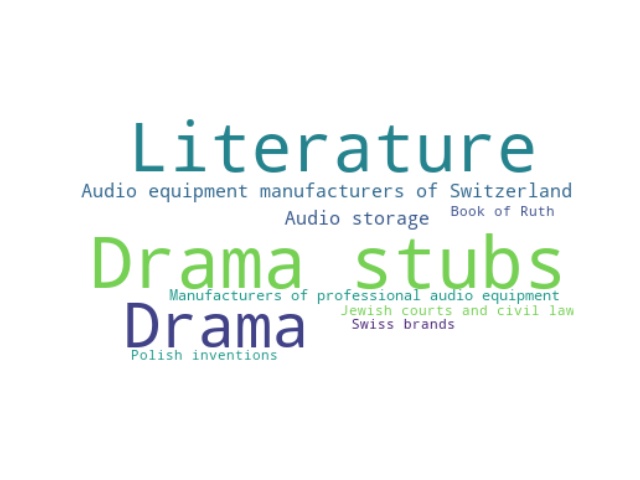 Literature
Audio equipment manufacturers of Switzerland
Book of Ruth
Audio storage
Drama stubs
Manufacturers of professional audio equipment
Jewish courts and civil law
Swiss brands
Drama
Polish inventions